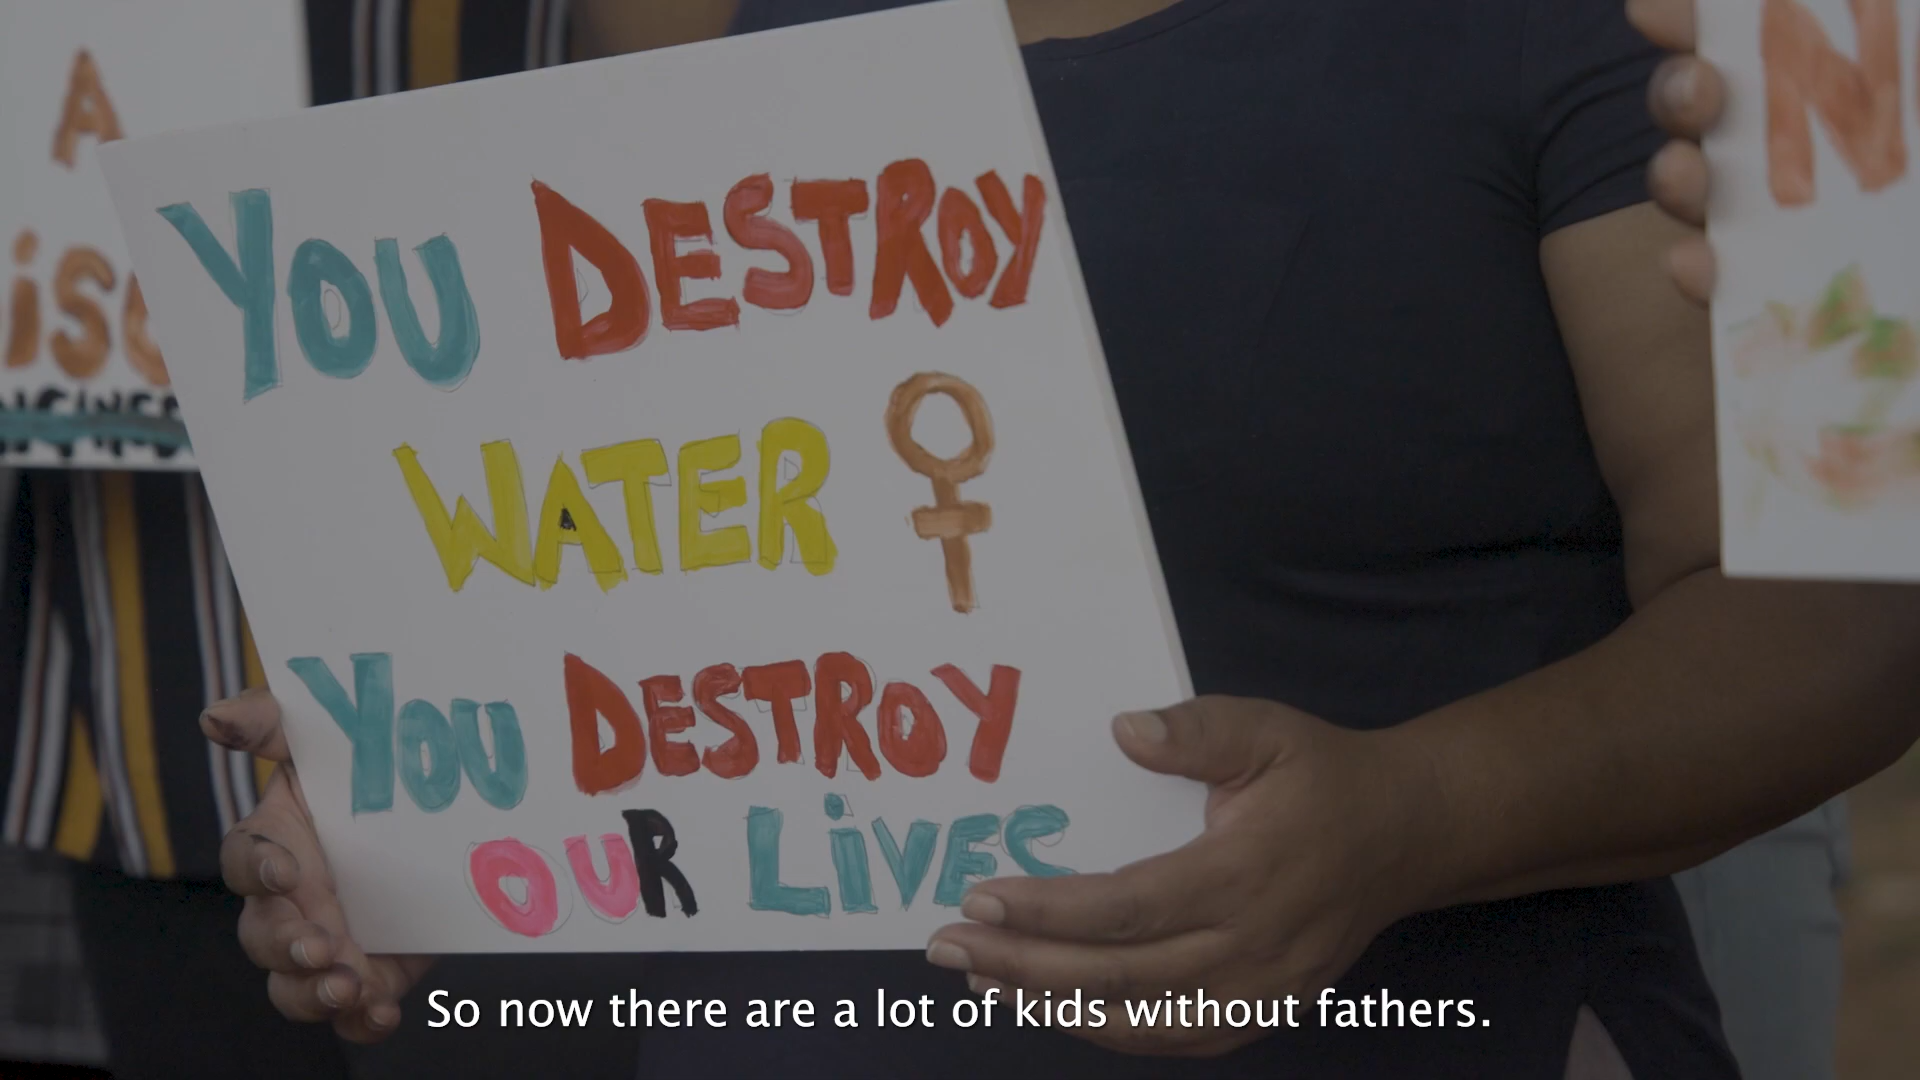 A
YOU DESTROY
WATER
YOU DESTROY
OUR LiVES
So now there are a lot of kids without fathers.